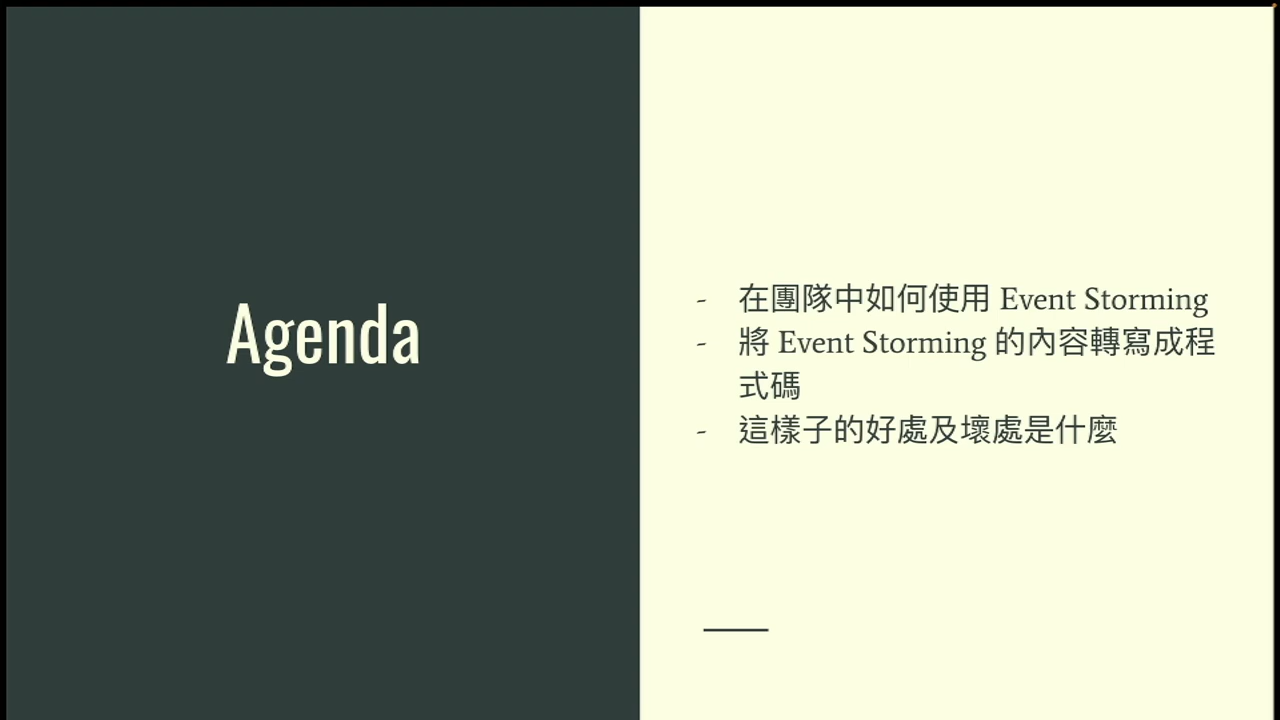 Agenda
- 在團隊中如何使用 Event Storming
- 將 Event Storming 的內容轉寫成程
式碼
- 這樣子的好處及壞處是什麼